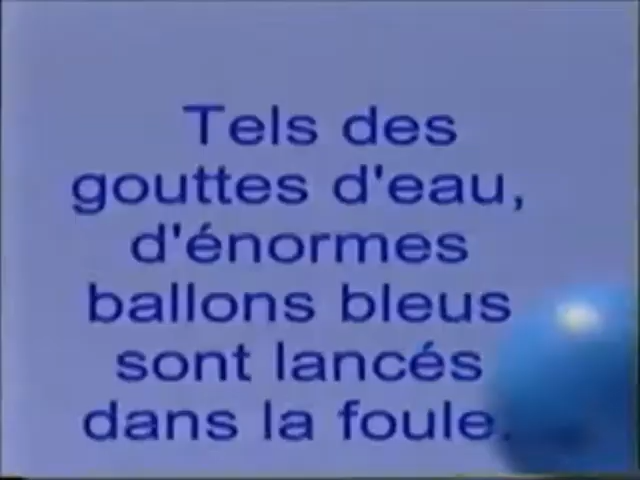 Tels des
gouttes d'eau,
d'énormes
ballons bleus
sont lancés
dans la foule.